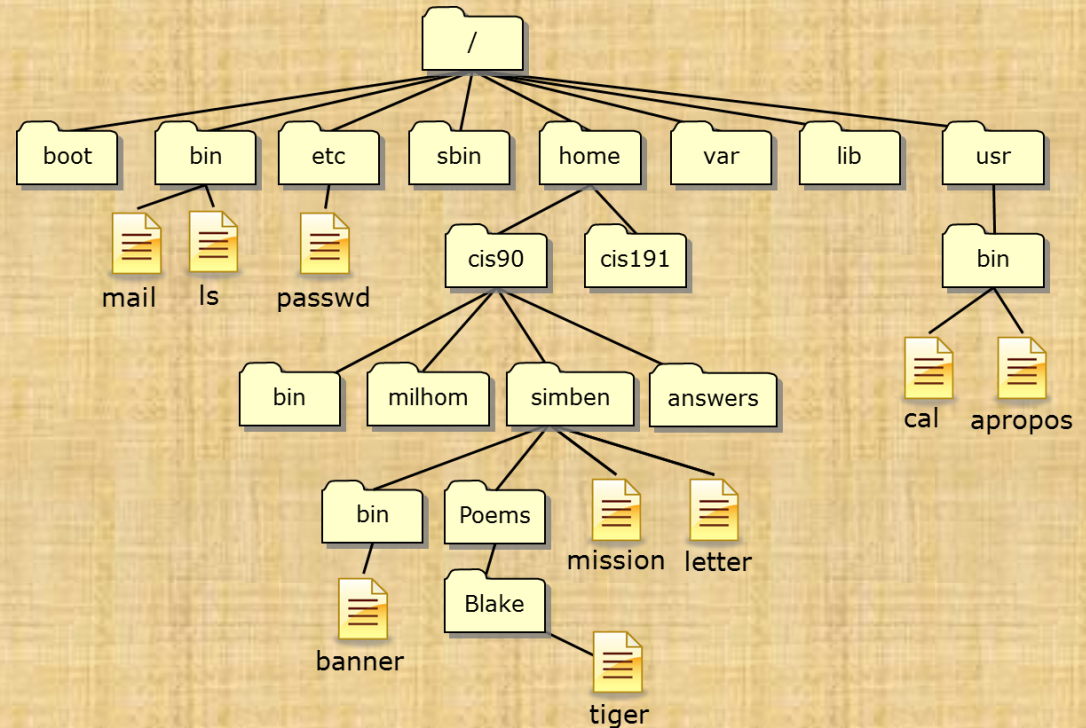 /
boot bin etc sbin home var lib usr
mail ls passwd
cis90 cis191 bin
bin milhom simben answers
cal apropos
bin Poems
mission letter
Blake
banner
tiger